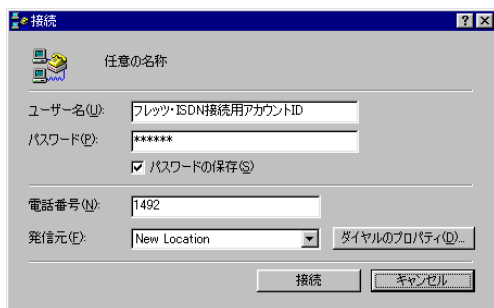 接続
任意の名称
ユーザー名(U): フレッツ・ISDN接続用アカウントID
パスワード(P): ******
パスワードの保存(S)
電話番号(N): 1492
発信元(F): New Location ダイヤルのプロパティ(D)...
接続 キャンセル